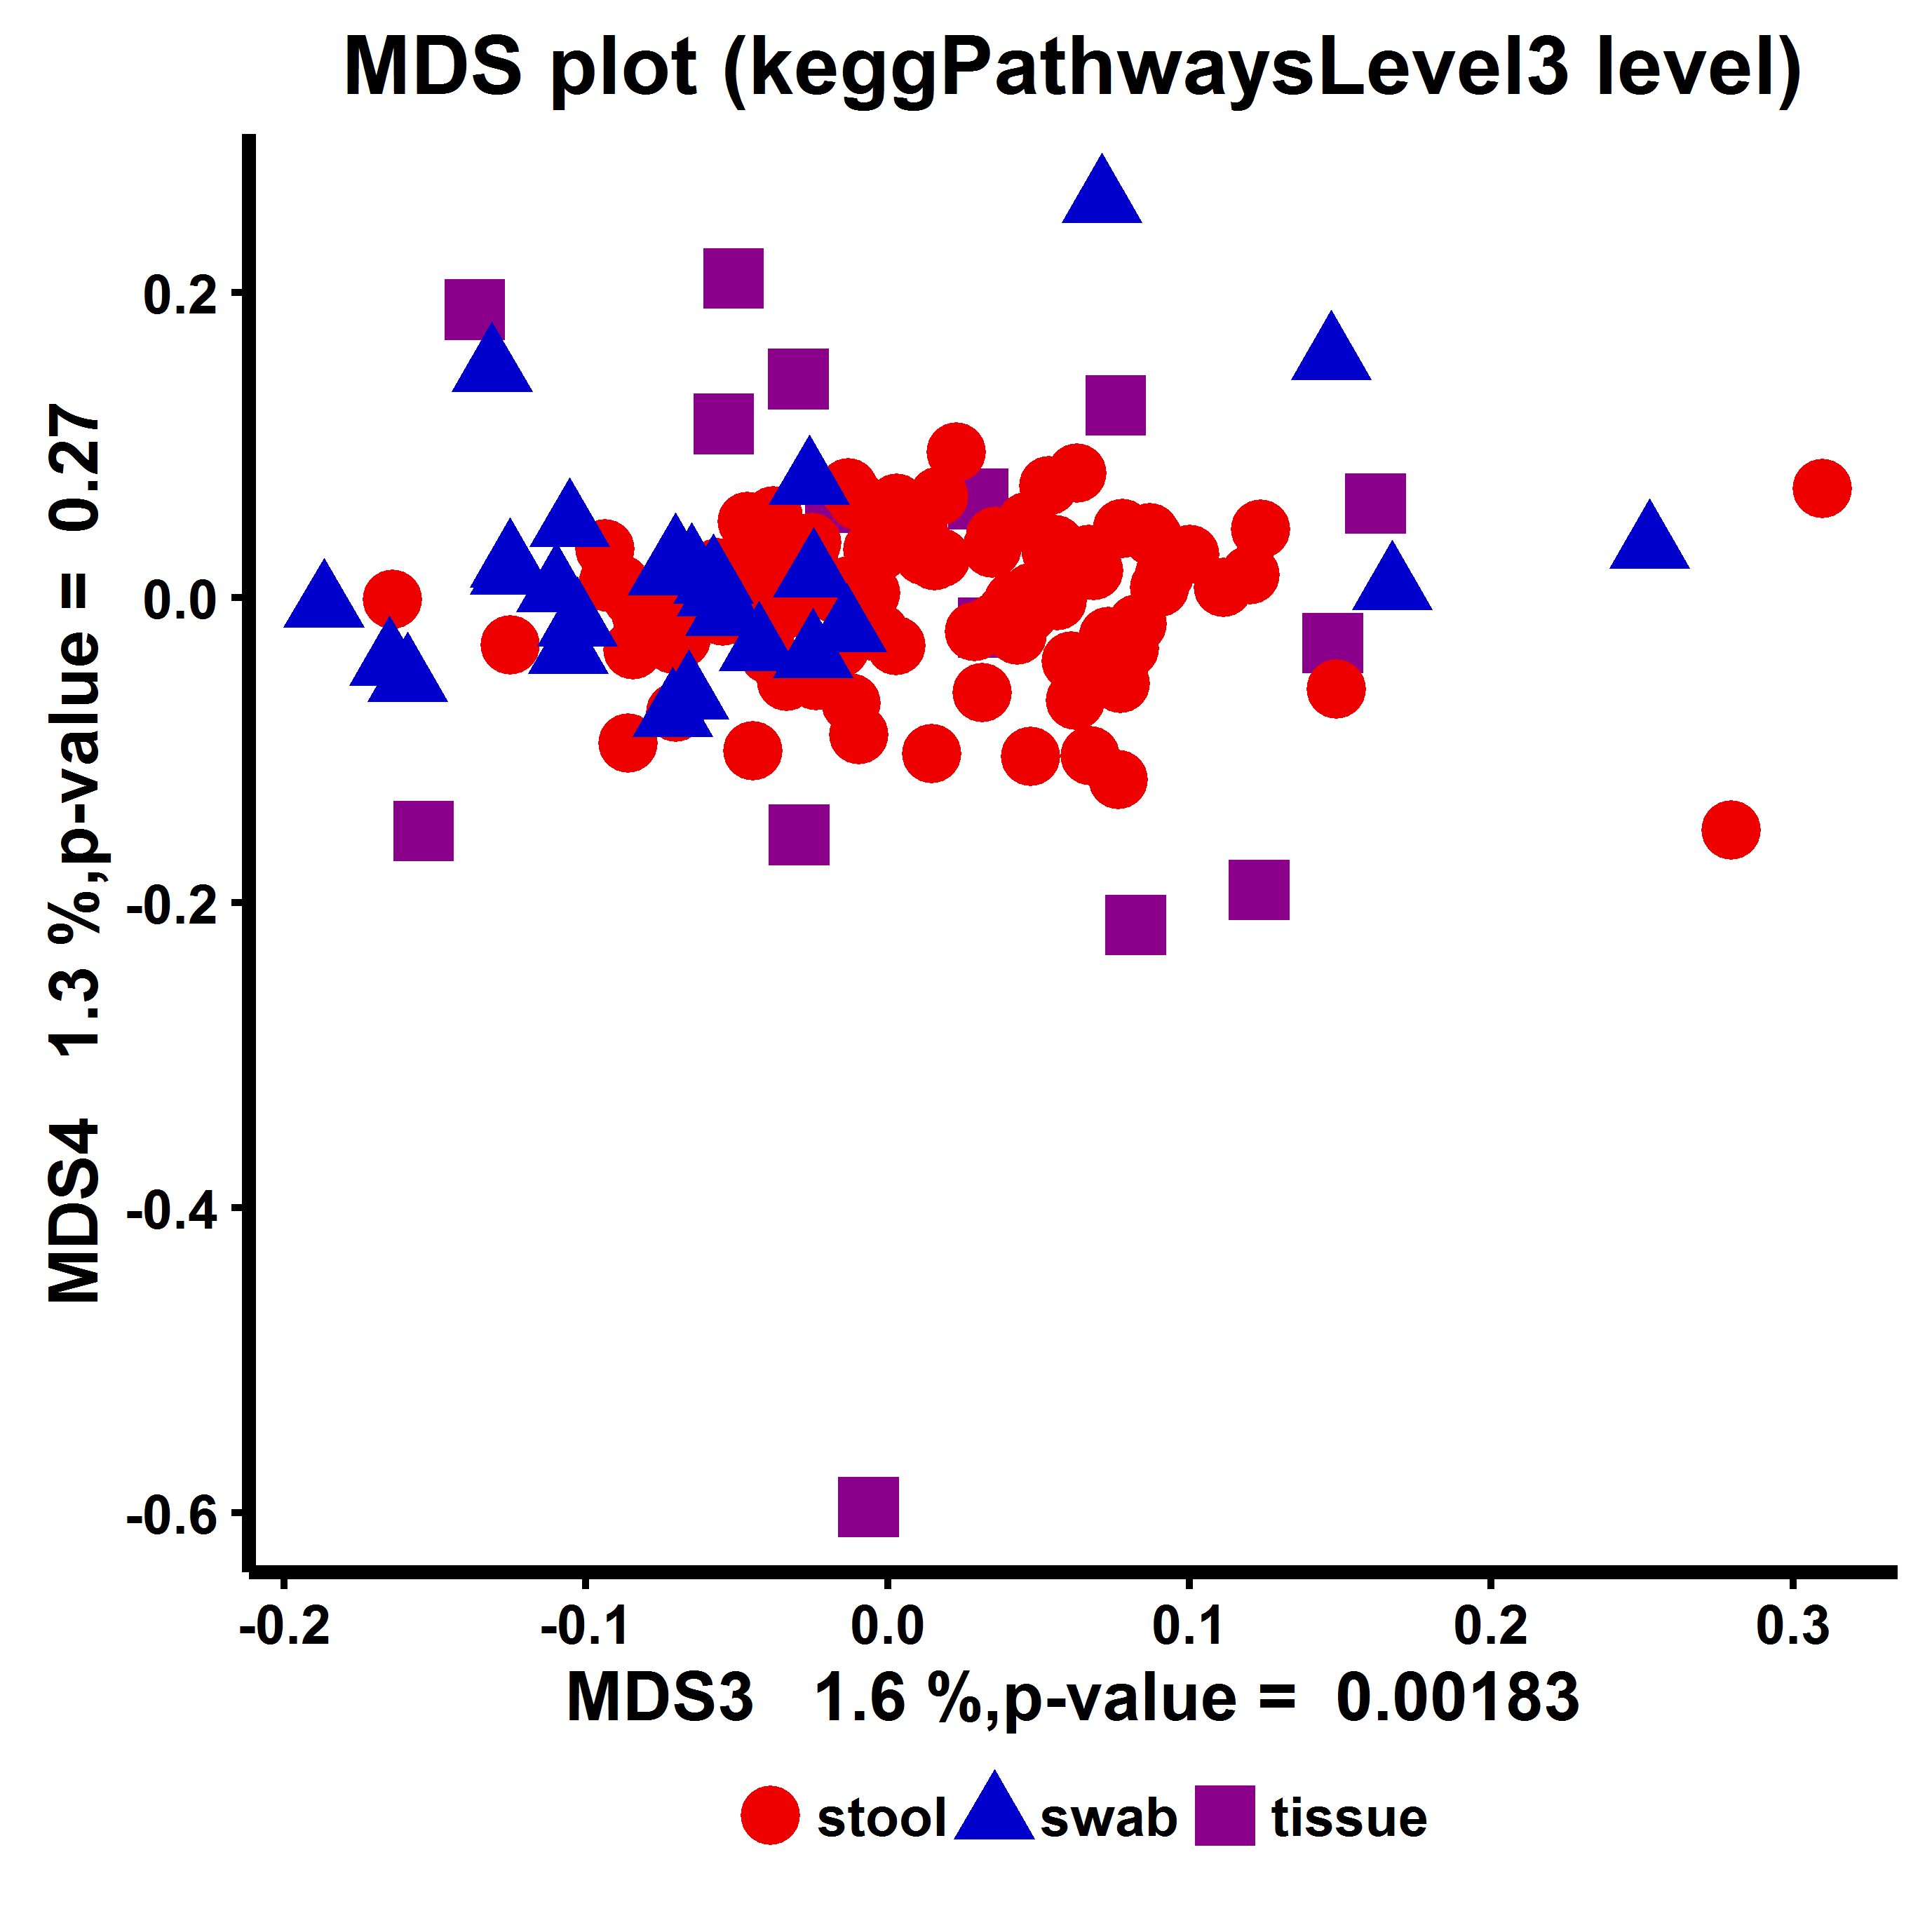 MDS plot (keggPathwaysLevel3 level)
MDS4 1.3 %,p-value = 0.27
0.2
0.0
-0.2
-0.4
-0.6
-0.2 -0.1 0.0 0.1 0.2 0.3
MDS3 1.6 %,p-value = 0.00183
stool swab tissue